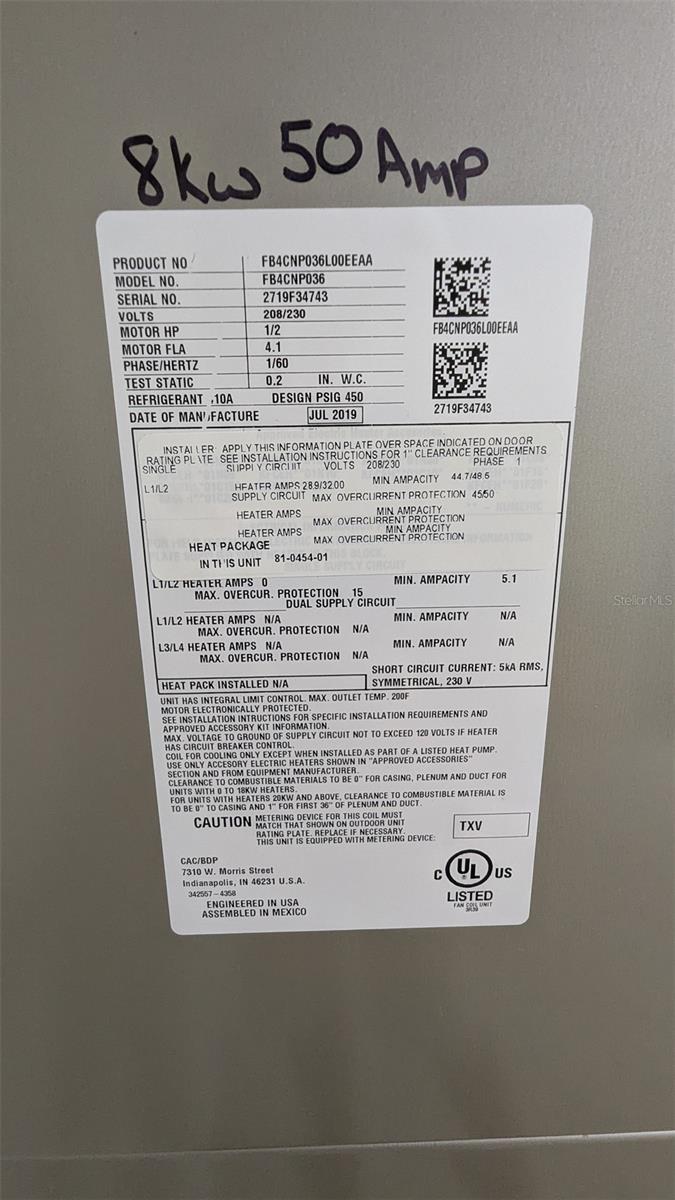 8Kw 50 Amp
PRODUCT NO FB4CNP036L00EEAA
MODEL NO. FB4CNP036
SERIAL NO. 2719F34743
VOLTS 208/230
MOTOR HP 1/2
MOTOR FLA 4.1
PHASE/HERTZ 1/60
TEST STATIC 0.2 IN. W.C.
REFRIGERANT 10A DESIGN PSIG 450
DATE OF MANUFACTURE JUL 2019
FB4CNP036L00EEAA
2719F34743
INSTALLER: APPLY THIS INFORMATION PLATE OVER SPACE INDICATED ON DOOR
RATING PLATE. SEE INSTALLATION INSTRUCTIONS FOR 1" CLEARANCE REQUIREMENTS
SINGLE SUPPLY CIRCUIT VOLTS 208/230 PHASE 1
L1/L2 HEATER AMPS 28.9/32.00 MIN. AMPACITY 44.7/48.6
SUPPLY CIRCUIT MAX OVERCURRENT PROTECTION 45/50
HEATER AMPS MIN. AMPACITY
MAX OVERCURRENT PROTECTION
HEATER AMPS MIN. AMPACITY
MAX OVERCURRENT PROTECTION
HEAT PACKAGE
IN THIS UNIT 81-0454-01
L1/L2 HEATER AMPS 0 MIN. AMPACITY 5.1
MAX. OVERCUR. PROTECTION 15
DUAL SUPPLY CIRCUIT
L1/L2 HEATER AMPS N/A MIN. AMPACITY N/A
MAX. OVERCUR. PROTECTION N/A
L3/L4 HEATER AMPS N/A MIN. AMPACITY N/A
MAX. OVERCUR. PROTECTION N/A
SHORT CIRCUIT CURRENT: 5kA RMS,
HEAT PACK INSTALLED N/A SYMMETRICAL, 230 V
UNIT HAS INTEGRAL LIMIT CONTROL. MAX. OUTLET TEMP. 200F
MOTOR ELECTRONICALLY PROTECTED.
SEE INSTALLATION INTRUCTIONS FOR SPECIFIC INSTALLATION REQUIREMENTS AND
APPROVED ACCESSORY KIT INFORMATION.
MAX. VOLTAGE TO GROUND OF SUPPLY CIRCUIT NOT TO EXCEED 120 VOLTS IF HEATER
HAS CIRCUIT BREAKER CONTROL.
COIL FOR COOLING ONLY EXCEPT WHEN INSTALLED AS PART OF A LISTED HEAT PUMP.
USE ONLY ACCESORY ELECTRIC HEATERS SHOWN IN "APPROVED ACCESSORIES"
SECTION AND FROM EQUIPMENT MANUFACTURER.
CLEARANCE TO COMBUSTIBLE MATERIALS TO BE 0" FOR CASING, PLENUM AND DUCT FOR
UNITS WITH 0 TO 18KW HEATERS.
FOR UNITS WITH HEATERS 20KW AND ABOVE, CLEARANCE TO COMBUSTIBLE MATERIAL IS
TO BE 0" TO CASING AND 1" FOR FIRST 36" OF PLENUM AND DUCT.
CAUTION METERING DEVICE FOR THIS COIL MUST
MATCH THAT SHOWN ON OUTDOOR UNIT
RATING PLATE. REPLACE IF NECESSARY.
THIS UNIT IS EQUIPPED WITH METERING DEVICE:
TXV
CAC/BDP
7310 W. Morris Street
Indianapolis, IN 46231 U.S.A.
342557-4358
ENGINEERED IN USA
ASSEMBLED IN MEXICO
C UL US
LISTED
FAN COIL UNIT
3R39
StellarMLS